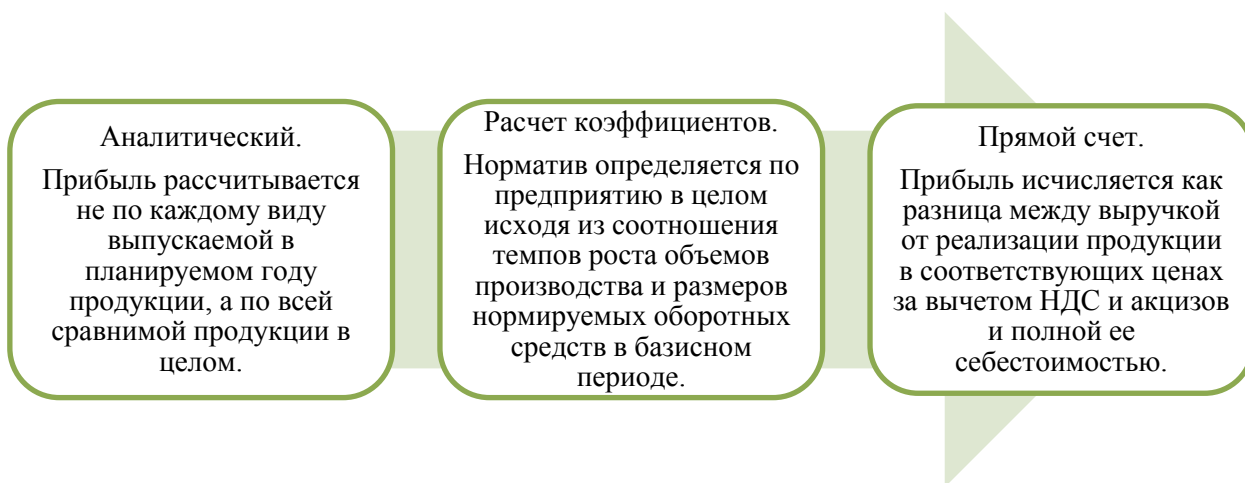 Аналитический.
Прибыль рассчитывается
не по каждому виду
выпускаемой в
планируемом году
продукции, а по всей
сравнимой продукции в
целом.
Расчет коэффициентов.
Норматив определяется по
предприятию в целом
исходя из соотношения
темпов роста объемов
производства и размеров
нормируемых оборотных
средств в базисном
периоде.
Прямой счет.
Прибыль исчисляется как
разница между выручкой
от реализации продукции
в соответствующих ценах
за вычетом НДС и акцизов
и полной ее
себестоимостью.